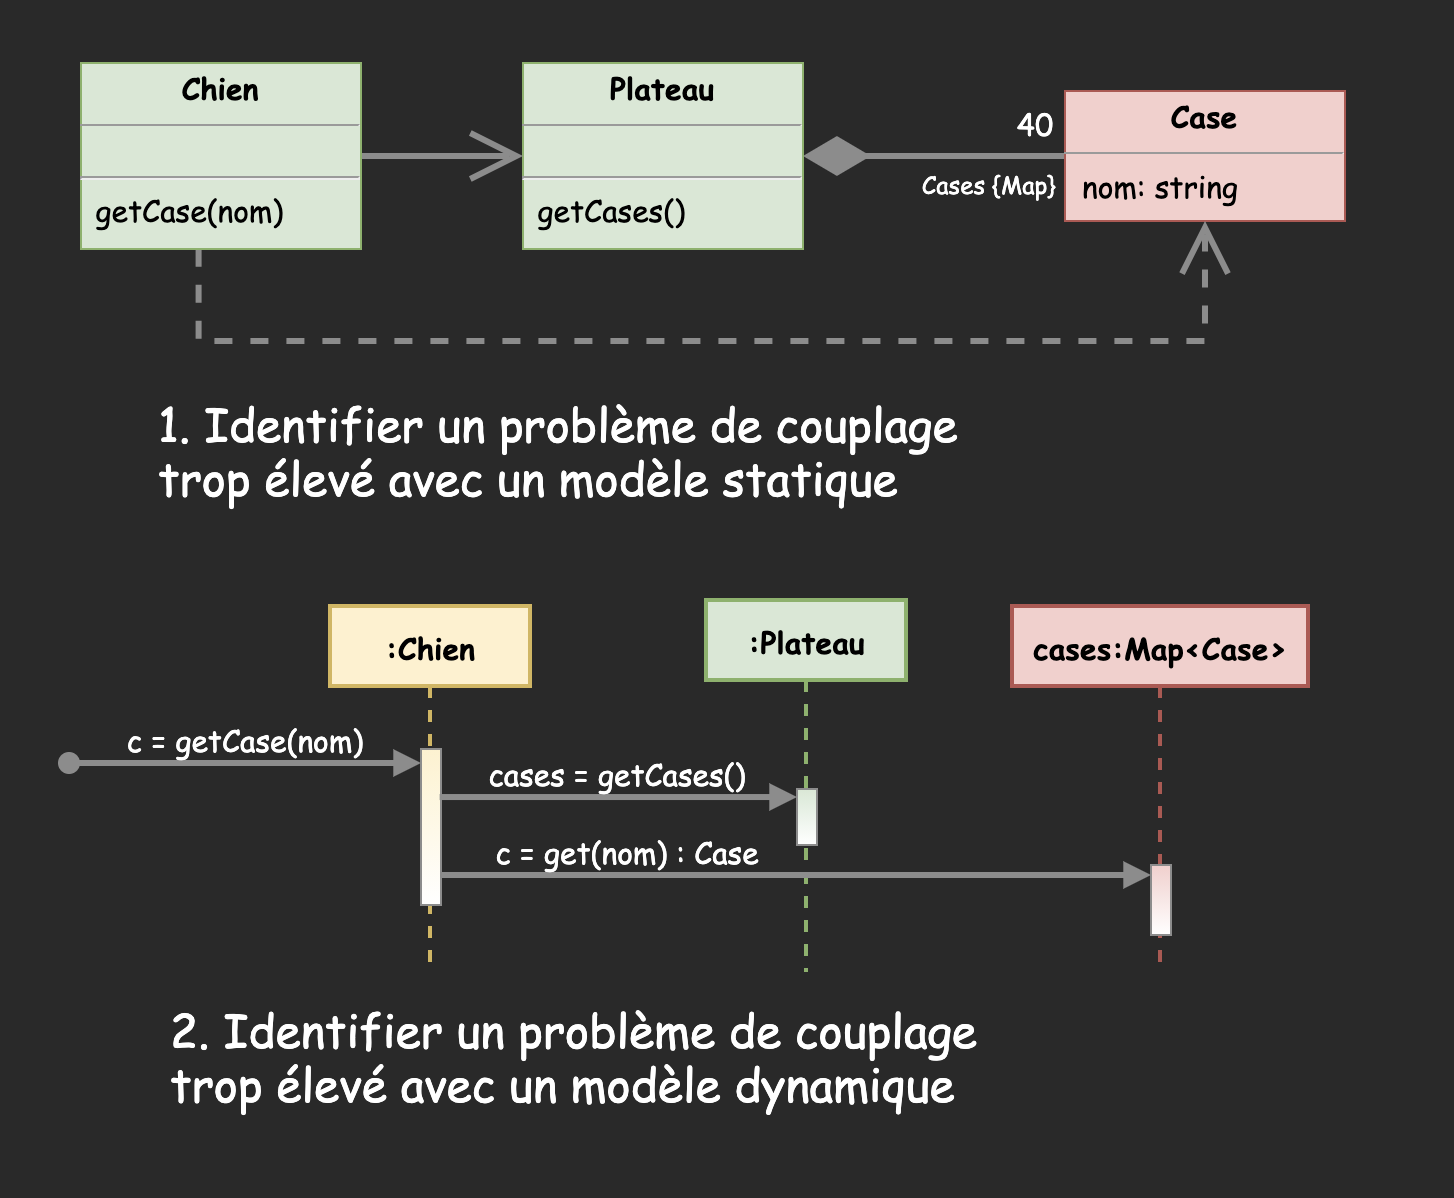 Chien
getCase(nom)
Plateau
getCases()
40
Cases {Map}
Case
nom: string
1. Identifier un problème de couplage
trop élevé avec un modèle statique
:Chien
:Plateau
cases:Map<Case>
c = getCase(nom)
cases = getCases()
c = get(nom) : Case
2. Identifier un problème de couplage
trop élevé avec un modèle dynamique